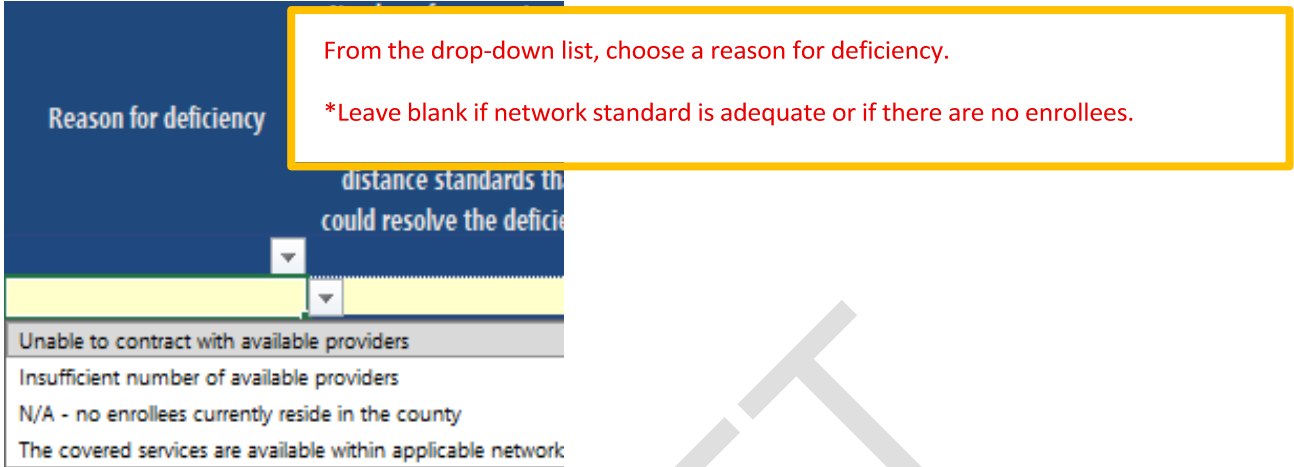 From the drop-down list, choose a reason for deficiency.
*Leave blank if network standard is adequate or if there are no enrollees.
Reason for deficiency
distance standards
could resolve the
Unable to contract with available providers
Insufficient number of available providers
N/A - no enrollees currently reside in the county
The covered services are available within applicable network